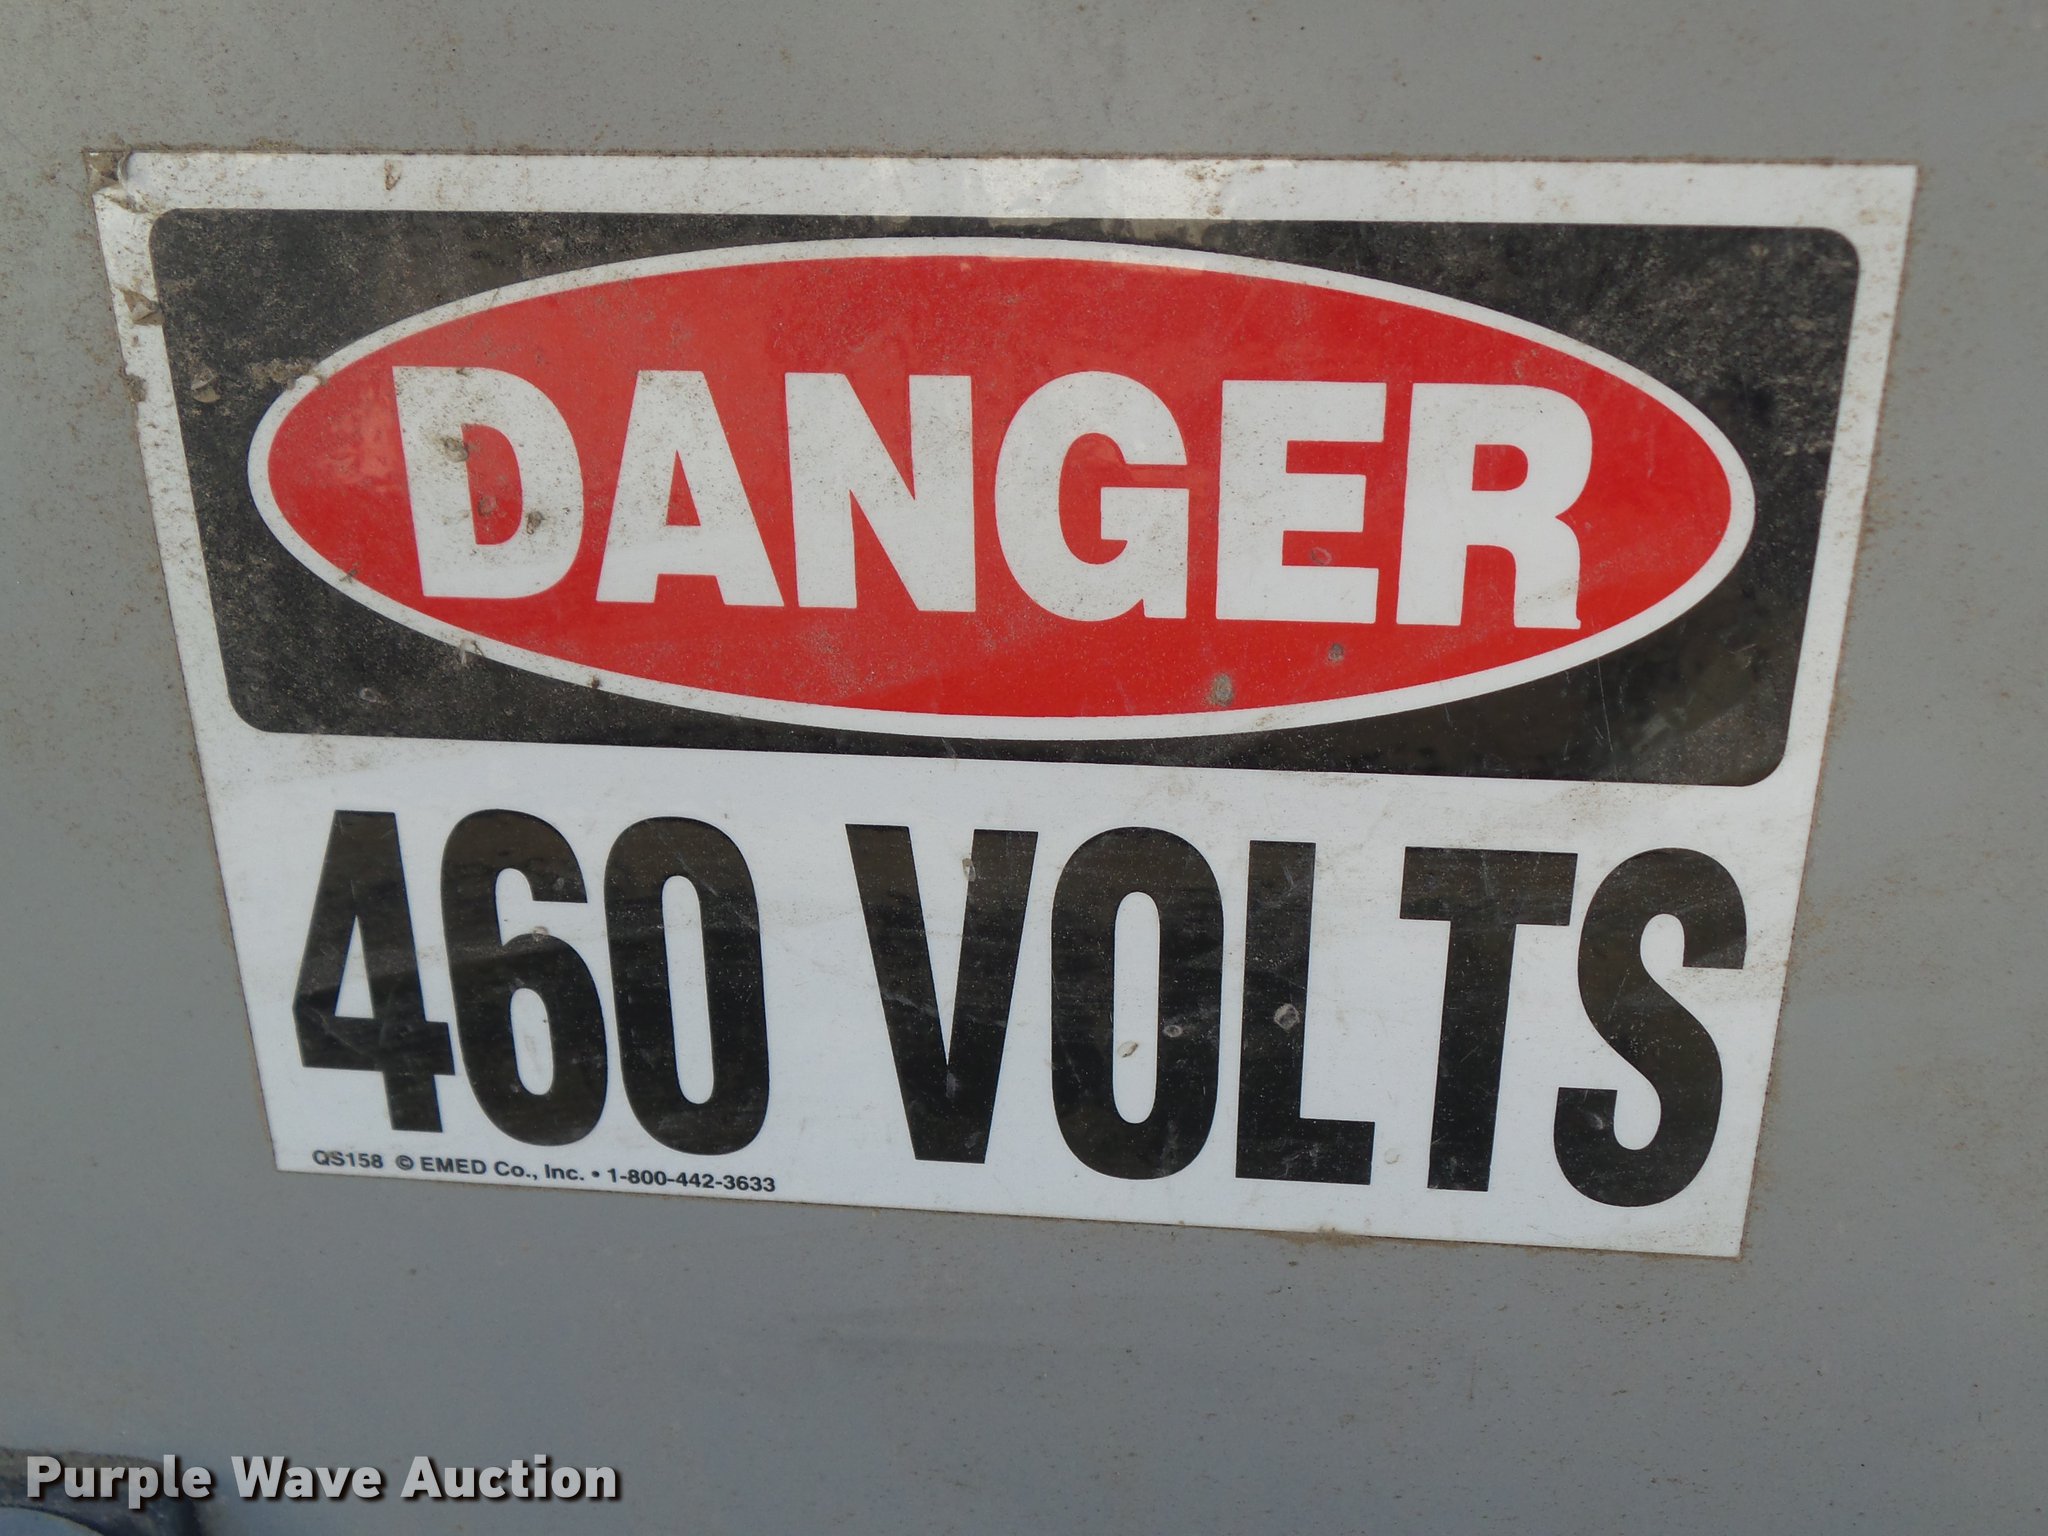 DANGER
460 VOLTS
QS158 © EMED Co., Inc. • 1-800-442-3633
Purple Wave Auction